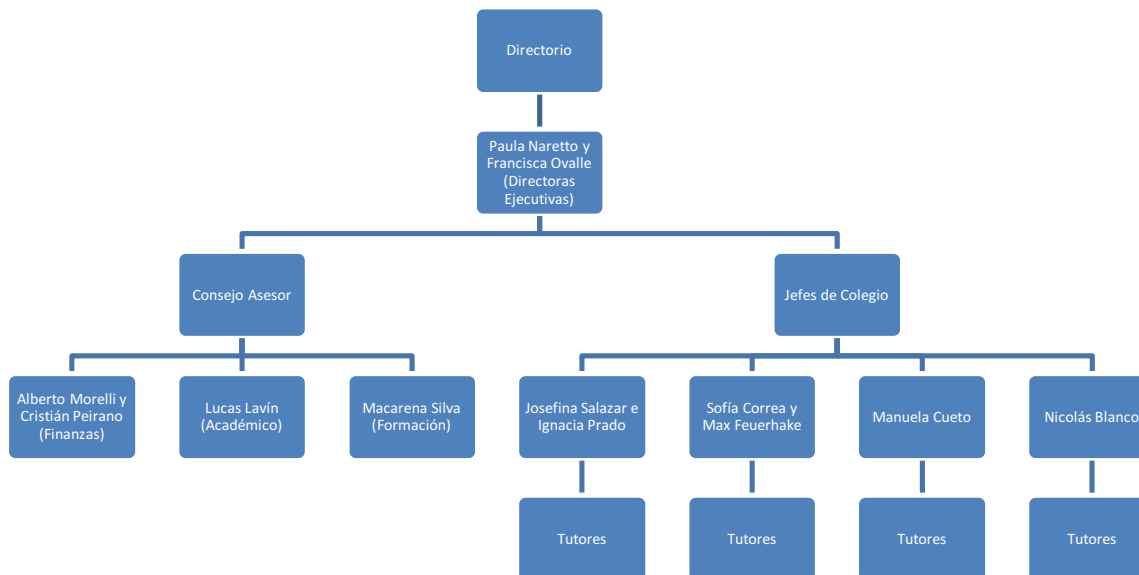 Directorio
Paula Naretto y
Francisca Ovalle
(Directoras
Ejecutivas)
Consejo Asesor
Jefes de Colegio
Alberto Morelli y
Cristián Peirano
(Finanzas)
Lucas Lavín
(Académico)
Macarena Silva
(Formación)
Josefina Salazar e
Ignacia Prado
Sofía Correa y
Max Feuerhake
Manuela Cueto
Nicolás Blanco
Tutores
Tutores
Tutores
Tutores